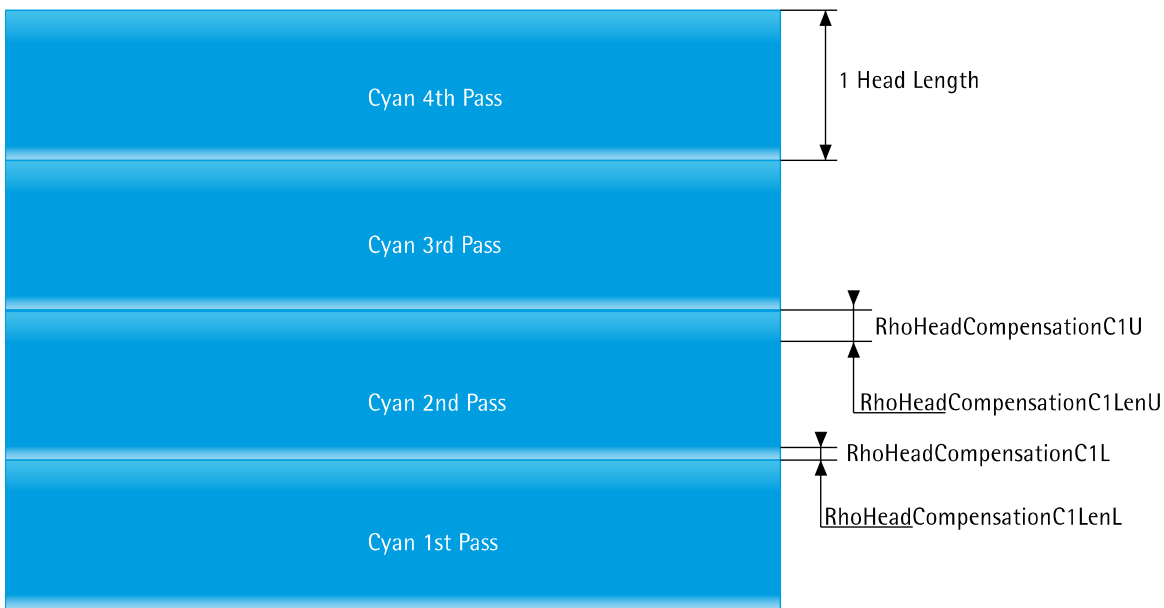 1 Head Length
Cyan 4th Pass
Cyan 3rd Pass
RhoHeadCompensationC1U
Cyan 2nd Pass
RhoHeadCompensationC1LenU
RhoHeadCompensationC1L
RhoHeadCompensationC1LenL
Cyan 1st Pass